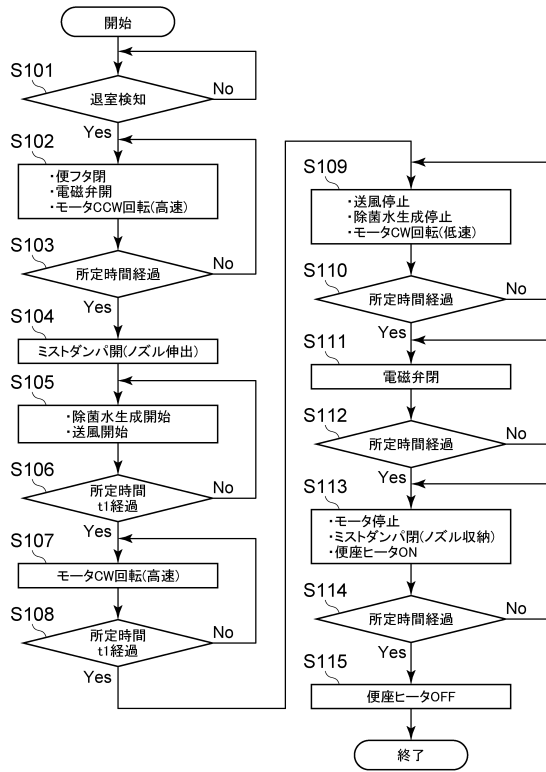 開始
S101
退室検知
No
Yes
S102
・便フタ閉
・電磁弁開
・モータCCW回転(高速)
S103
所定時間経過
No
Yes
S104
ミストダンパ開(ノズル伸出)
S105
・除菌水生成開始
・送風開始
S106
所定時間
t1経過
No
Yes
S107
モータCW回転(高速)
S108
所定時間
t1経過
No
Yes
S109
・送風停止
・除菌水生成停止
・モータCW回転(低速)
S110
所定時間経過
No
Yes
S111
電磁弁閉
S112
所定時間経過
No
Yes
S113
・モータ停止
・ミストダンパ閉(ノズル収納)
・便座ヒータON
S114
所定時間経過
No
Yes
S115
便座ヒータOFF
終了